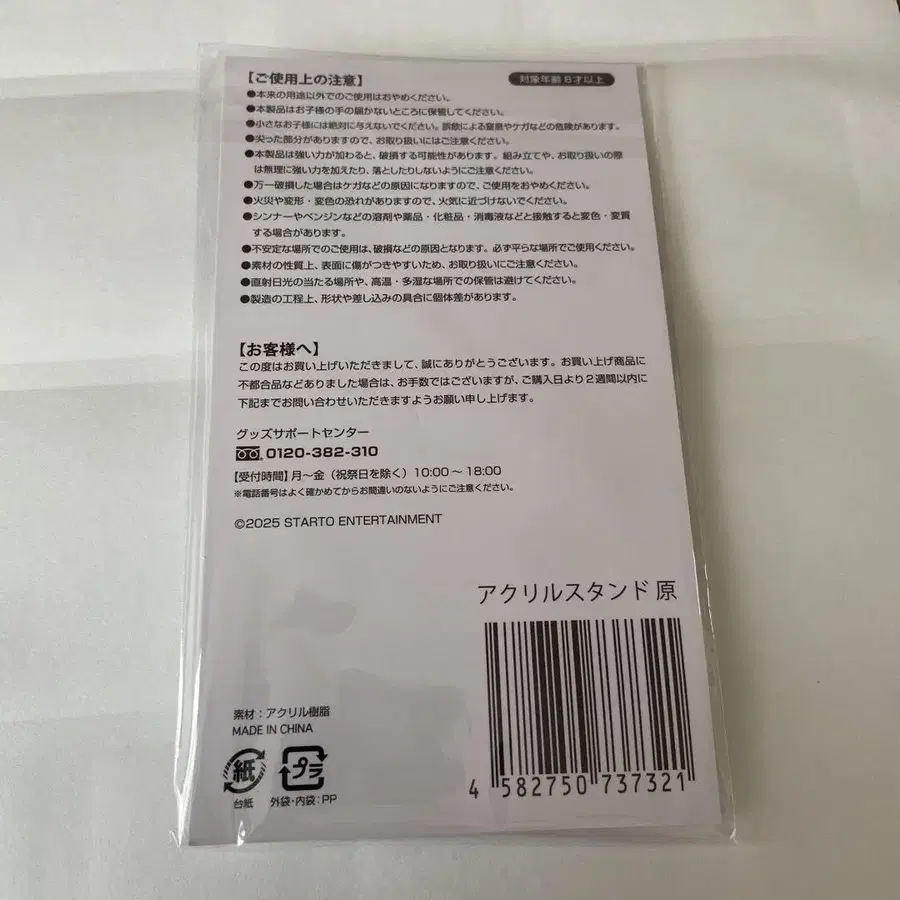 【ご使用上の注意】
対象年齢 8才以上
●本来の用途以外でのご使用はおやめください。
●本製品はお子様の手の届かないところに保管してください。
●小さなお子様には絶対に与えないでください。誤飲による窒息やケガなどの危険があります。
●尖った部分がありますので、お取り扱いにはご注意ください。
●本製品は強い力が加わると、破損する可能性があります。組み立てや、お取り扱いの際
は無理に強い力を加えたり、落としたりしないようにご注意ください。
●万一破損した場合はケガなどの原因になりますので、ご使用をおやめください。
●火災や変形・変色の恐れがありますので、火気に近づけないでください。
●シンナーやベンジンなどの溶剤や薬品・化粧品・消毒液などと接触すると変色・変質
する場合があります。
●不安定な場所でのご使用は、破損などの原因となります。必ず平らな場所でご使用ください。
●素材の性質上、表面に傷がつきやすいため、お取り扱いにご注意ください。
●直射日光の当たる場所や、高温・多湿な場所での保管は避けてください。
●製造の工程上、形状や差し込みの具合に個体差があります。
【お客様へ】
この度はお買い上げいただきまして、誠にありがとうございます。お買い上げ商品に
不都合品などありました場合は、お手数ではございますが、ご購入日より2週間以内に
下記までお問い合わせいただきますようお願い申し上げます。
グッズサポートセンター
0120-382-310
【受付時間】月〜金（祝祭日を除く）10:00〜18:00
※電話番号はよく確かめてからお間違いのないようにご注意ください。
©2025 STARTO ENTERTAINMENT
アクリルスタンド 原
素材：アクリル樹脂
MADE IN CHINA
紙 プラ
台紙 外袋・内袋：PP
4 582750 737321